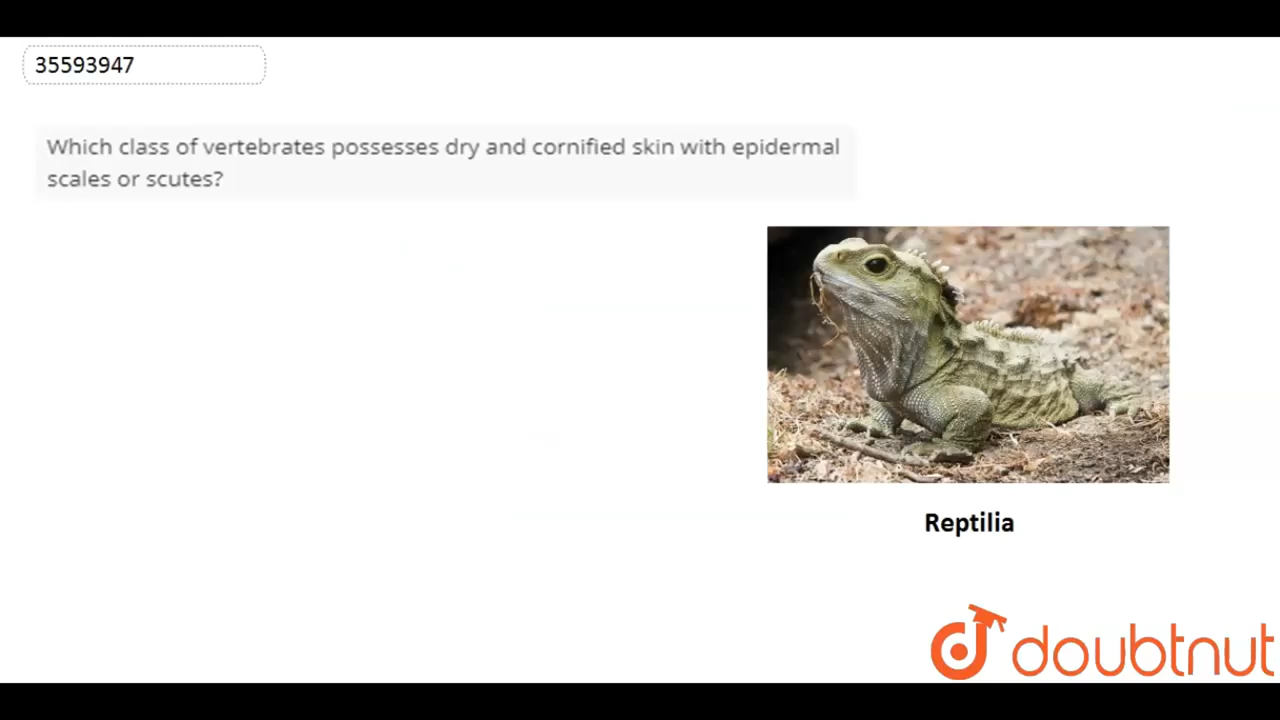 35593947
Which class of vertebrates possesses dry and cornified skin with epidermal
scales or scutes?
Reptilia
doubtnut